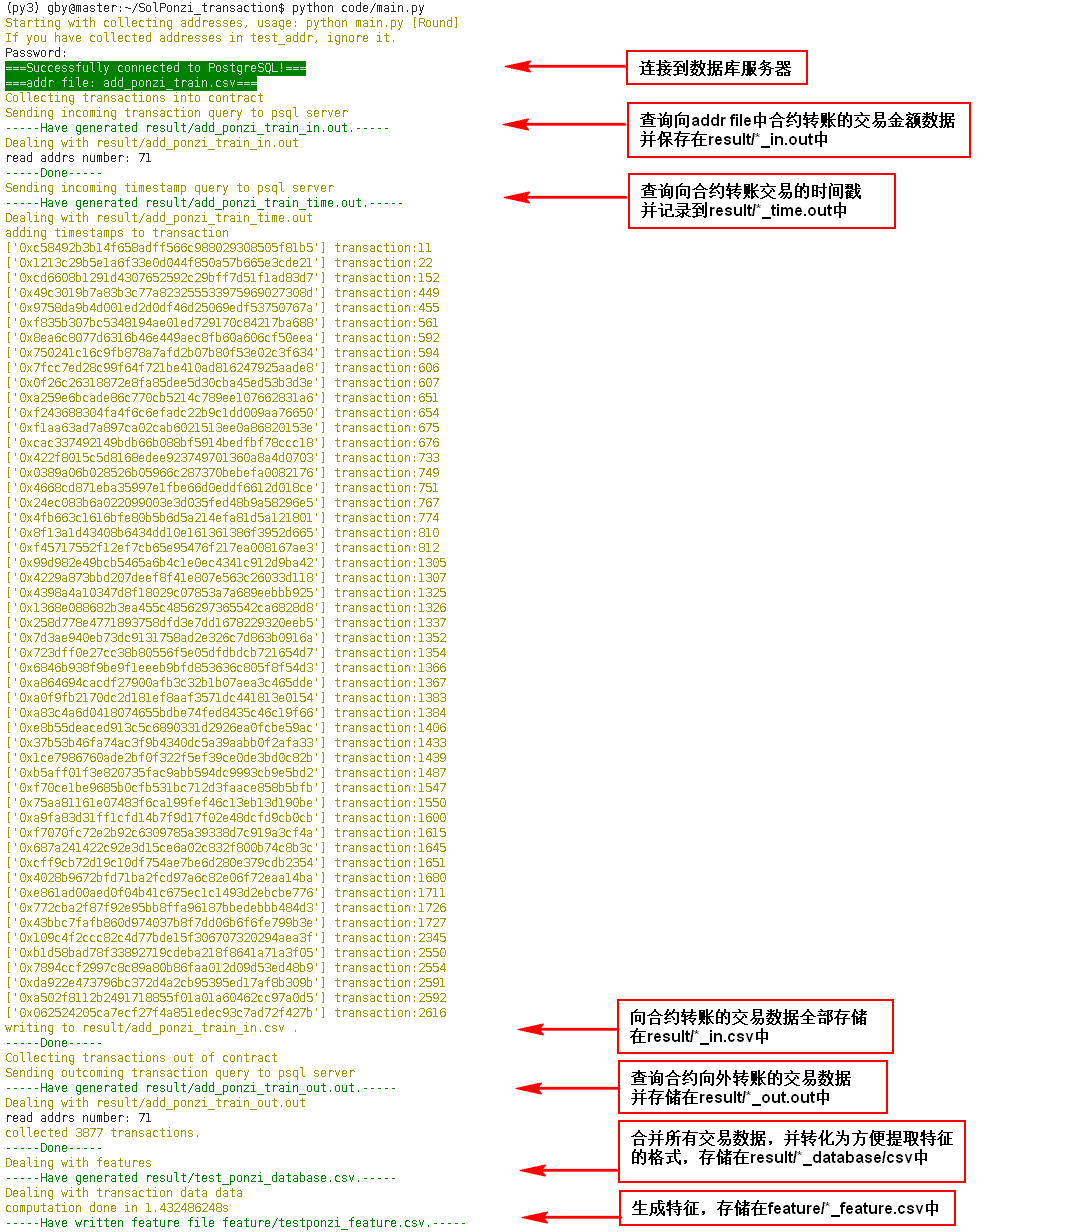 (py3) gby@master:~/SolPonzi_transaction$ python code/main.py
Starting with collecting addresses, usage: python main.py [Round]
If you have collected addresses in test_addr, ignore it.
Password:
===Successfully connected to PostgreSQL!===
连接到数据库服务器
===addr file: add_ponzi_train.csv===
Collecting transactions into contract
Sending incoming transaction query to psql server
-----Have generated result/add_ponzi_train_in.out.-----
查询向addr file中合约转账的交易金额数据
并保存在result/*_in.out中
Dealing with result/add_ponzi_train_in.out
read addrs number: 71
-----Done-----
Sending incoming timestamp query to psql server
-----Have generated result/add_ponzi_train_time.out.-----
查询向合约转账交易的时间戳
并记录到result/*_time.out中
Dealing with result/add_ponzi_train_time.out
adding timestamps to transaction
['0xc58492b3b14f658adff566c988029308505f81b5'] transaction:11
['0x1213c29b5e1a6f33e0d044f850a57b665e3cde21'] transaction:22
['0xcd6608b1291d4307652592c29bff7d51f1ad83d7'] transaction:152
['0x49c3019b7a83b3c77a823255533975969027308d'] transaction:449
['0x9758da9b4d001ed2d0df46d25069edf53750767a'] transaction:455
['0xf835b307bc5348194ae01ed729170c84217ba688'] transaction:561
['0x8ea6c8077d6316b46e449aec8fb60a606cf50eea'] transaction:592
['0x750241c16c9fb878a7afd2b07b80f53e02c3f634'] transaction:594
['0x7fcc7ed28c99f64f721be410ad816247925aade8'] transaction:606
['0x0f26c26318872e8fa85dee5d30cba45ed53b3d3e'] transaction:607
['0xa259e6bcade86c770cb5214c789ee107662831a6'] transaction:651
['0xf243688304fa4f6c6efadc22b9c1dd009aa76650'] transaction:654
['0xf1aa63ad7a897ca02cab6021513ee0a86820153e'] transaction:675
['0xcac337492149bdb66b088bf5914bedfbf78ccc18'] transaction:676
['0x422f8015c5d8168edee923749701360a8a4d0703'] transaction:733
['0x0389a06b028526b05966c287370bebefa0082176'] transaction:749
['0x4668cd871eba35997e1fbe66d0eddf6612d018ce'] transaction:751
['0x24ec083b6a022099003e3d035fed48b9a58296e5'] transaction:767
['0x4fb663c1616bfe80b5b6d5a214efa81d5a121801'] transaction:774
['0x8f13a1d43408b6434dd10e161361386f3952d665'] transaction:810
['0xf45717552f12ef7cb65e95476f217ea008167ae3'] transaction:812
['0x99d982e49bcb5465a6b4c1e0ec4341c912d9ba42'] transaction:1305
['0x4229a873bbd207deef8f41e807e563c26033d118'] transaction:1307
['0x4398a4a10347d8f18029c07853a7a689eebbb925'] transaction:1325
['0x1368e088682b3ea455c4856297365542ca6828d8'] transaction:1326
['0x258d778e4771893758dfd3e7dd1678229320eeb5'] transaction:1337
['0x7d3ae940eb73dc9131758ad2e326c7d863b0916a'] transaction:1352
['0x723dff0e27cc38b80556f5e05dfdbdcb721654d7'] transaction:1354
['0x6846b938f9be9f1eeeb9bfd853636c805f8f54d3'] transaction:1366
['0xa864694cacdf27900afb3c32b1b07aea3c465dde'] transaction:1367
['0xa0f9fb2170dc2d181ef8aaf3571dc441813e0154'] transaction:1383
['0xa83c4a6d0418074655bdbe74fed8435c46c19f66'] transaction:1384
['0xe8b55deaced913c5c6890331d2926ea0fcbe59ac'] transaction:1406
['0x37b53b46fa74ac3f9b4340dc5a39aabb0f2afa33'] transaction:1433
['0x1ce7986760ade2bf0f322f5ef39ce0de3bd0c82b'] transaction:1439
['0xb5aff01f3e820735fac9abb594dc9993cb9e5bd2'] transaction:1487
['0xf70ce1be9685b0cfb531bc712d3faace858b5bfb'] transaction:1547
['0x75aa81161e07483f6ca199fef46c13eb13d190be'] transaction:1550
['0xa9fa83d31ff1cfd14b7f9d17f02e48dcfd9cb0cb'] transaction:1600
['0xf7070fc72e2b92c6309785a39338d7c919a3cf4a'] transaction:1615
['0x687a241422c92e3d15ce6a02c832f800b74c8b3c'] transaction:1645
['0xcff9cb72d19c10df754ae7be6d280e379cdb2354'] transaction:1651
['0x4028b9672bfd71ba2fcd97a6c82e06f72eaa14ba'] transaction:1680
['0xe861ad00aed0f04b41c675ec1c1493d2ebcbe776'] transaction:1711
['0x772cba2f87f92e95bb8ffa96187bbedebbb484d3'] transaction:1726
['0x43bbc7fafb860d974037b8f7dd06b6f6fe799b3e'] transaction:1727
['0x109c4f2ccc82c4d77bde15f306707320294aea3f'] transaction:2345
['0xb1d58bad78f33892719cdeba218f8641a71a3f05'] transaction:2550
['0x7894ccf2997c8c89a80b86faa012d09d53ed48b9'] transaction:2554
['0xda922e473796bc372d4a2cb95395ed17af8b309b'] transaction:2591
['0xa502f8112b2491718855f01a01a60462cc97a0d5'] transaction:2592
['0x062524205ca7ecf27f4a851edec93c7ad72f427b'] transaction:2616
writing to result/add_ponzi_train_in.csv .
向合约转账的交易数据全部存储
在result/*_in.csv中
-----Done-----
Collecting transactions out of contract
Sending outcoming transaction query to psql server
-----Have generated result/add_ponzi_train_out.out.-----
查询合约向外转账的交易数据
并存储在result/*_out.out中
Dealing with result/add_ponzi_train_out.out
read addrs number: 71
collected 3877 transactions.
-----Done-----
Dealing with features
-----Have generated result/test_ponzi_database.csv.-----
合并所有交易数据，并转化为方便提取特征
的格式，存储在result/*_database/csv中
Dealing with transaction data data
computation done in 1.432486248s
-----Have written feature file feature/testponzi_feature.csv.-----
生成特征，存储在feature/*_feature.csv中